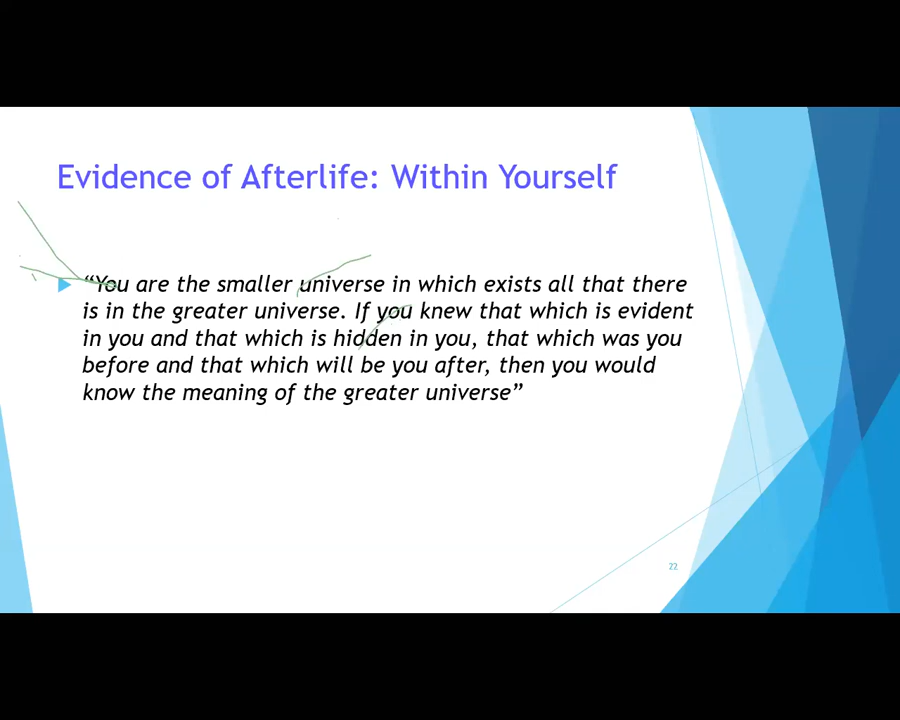 Evidence of Afterlife: Within Yourself
“You are the smaller universe in which exists all that there
is in the greater universe. If you knew that which is evident
in you and that which is hidden in you, that which was you
before and that which will be you after, then you would
know the meaning of the greater universe”
22